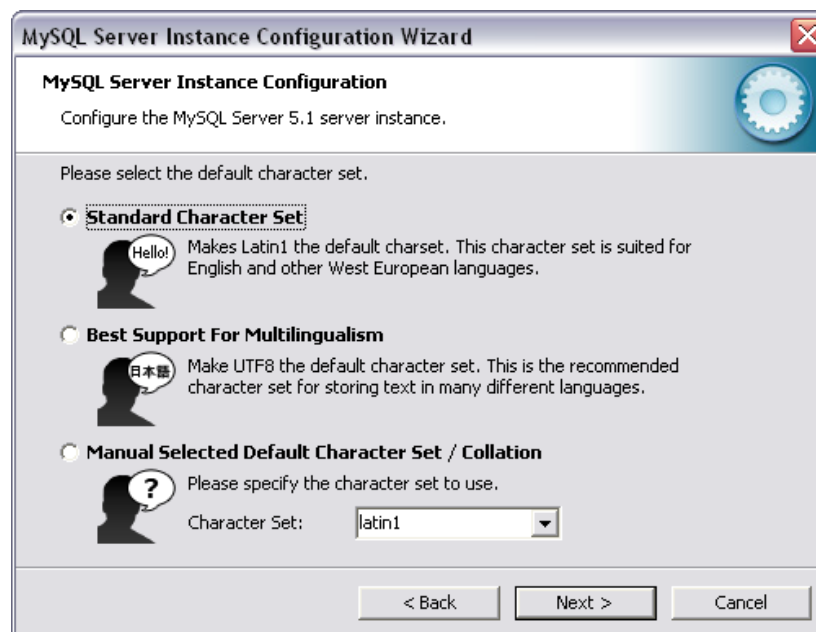 MySQL Server Instance Configuration Wizard
MySQL Server Instance Configuration
Configure the MySQL Server 5.1 server instance.
Please select the default character set.
Standard Character Set
Hello!
Makes Latin1 the default charset. This character set is suited for
English and other West European languages.
Best Support For Multilingualism
日本語
Make UTF8 the default character set. This is the recommended
character set for storing text in many different languages.
Manual Selected Default Character Set / Collation
?
Please specify the character set to use.
Character Set: latin1
< Back Next > Cancel